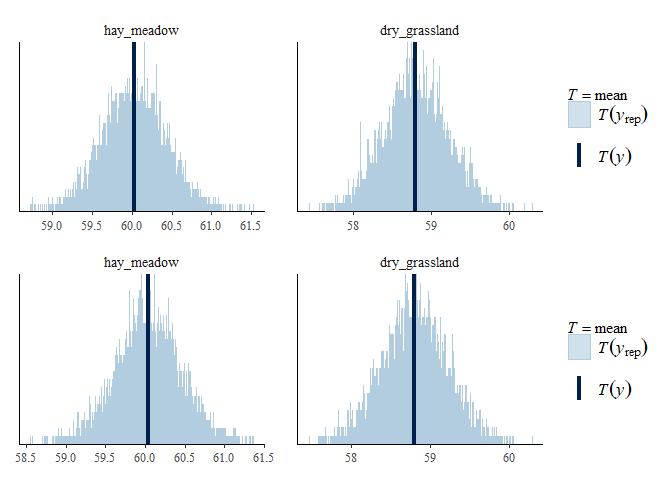 hay_meadow dry_grassland
T = mean
T(yrep)
T(y)
59.0 59.5 60.0 60.5 61.0 61.5 58 59 60
hay_meadow dry_grassland
T = mean
T(yrep)
T(y)
58.5 59.0 59.5 60.0 60.5 61.0 61.5 58 59 60